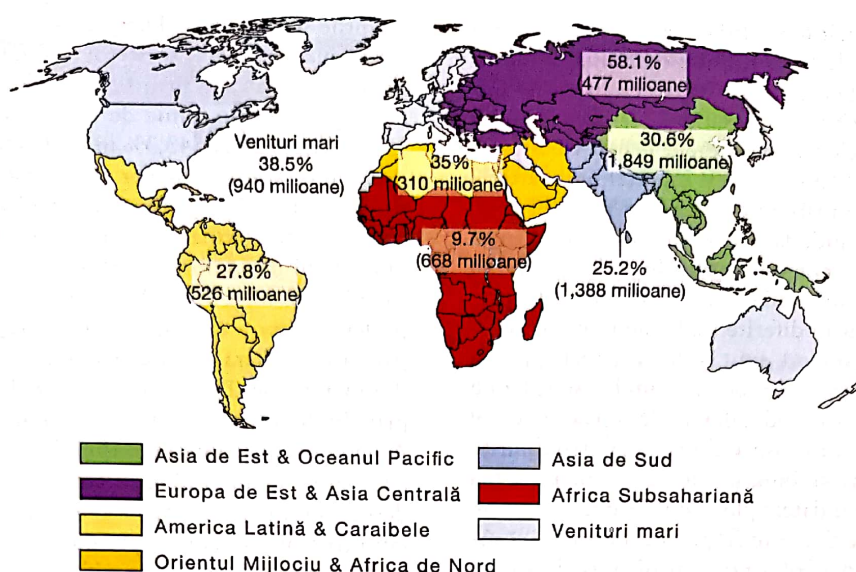 58.1%
(477 milioane)
Venituri mari
38.5%
(940 milioane)
35%
(310 milioane)
30.6%
(1,849 milioane)
9.7%
(668 milioane)
27.8%
(526 milioane)
25.2%
(1,388 milioane)
Asia de Est & Oceanul Pacific
Europa de Est & Asia Centrală
America Latină & Caraibele
Orientul Mijlociu & Africa de Nord
Asia de Sud
Africa Subsahariană
Venituri mari